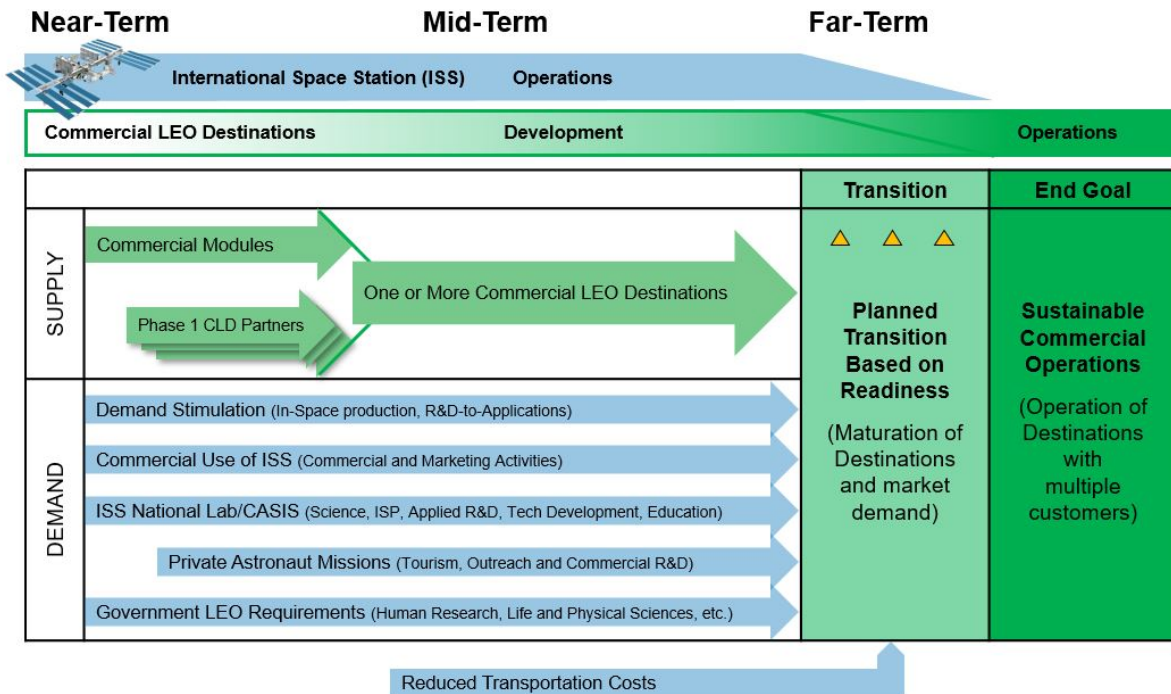 Near-Term Mid-Term Far-Term
International Space Station (ISS) Operations
Commercial LEO Destinations Development Operations
Transition End Goal
SUPPLY
Commercial Modules
Phase 1 CLD Partners
One or More Commercial LEO Destinations
DEMAND
Demand Stimulation (In-Space production, R&D-to-Applications)
Commercial Use of ISS (Commercial and Marketing Activities)
ISS National Lab/CASIS (Science, ISP, Applied R&D, Tech Development, Education)
Private Astronaut Missions (Tourism, Outreach and Commercial R&D)
Government LEO Requirements (Human Research, Life and Physical Sciences, etc.)
Planned
Transition
Based on
Readiness
(Maturation of
Destinations
and market
demand)
Sustainable
Commercial
Operations
(Operation of
Destinations
with
multiple
customers)
Reduced Transportation Costs